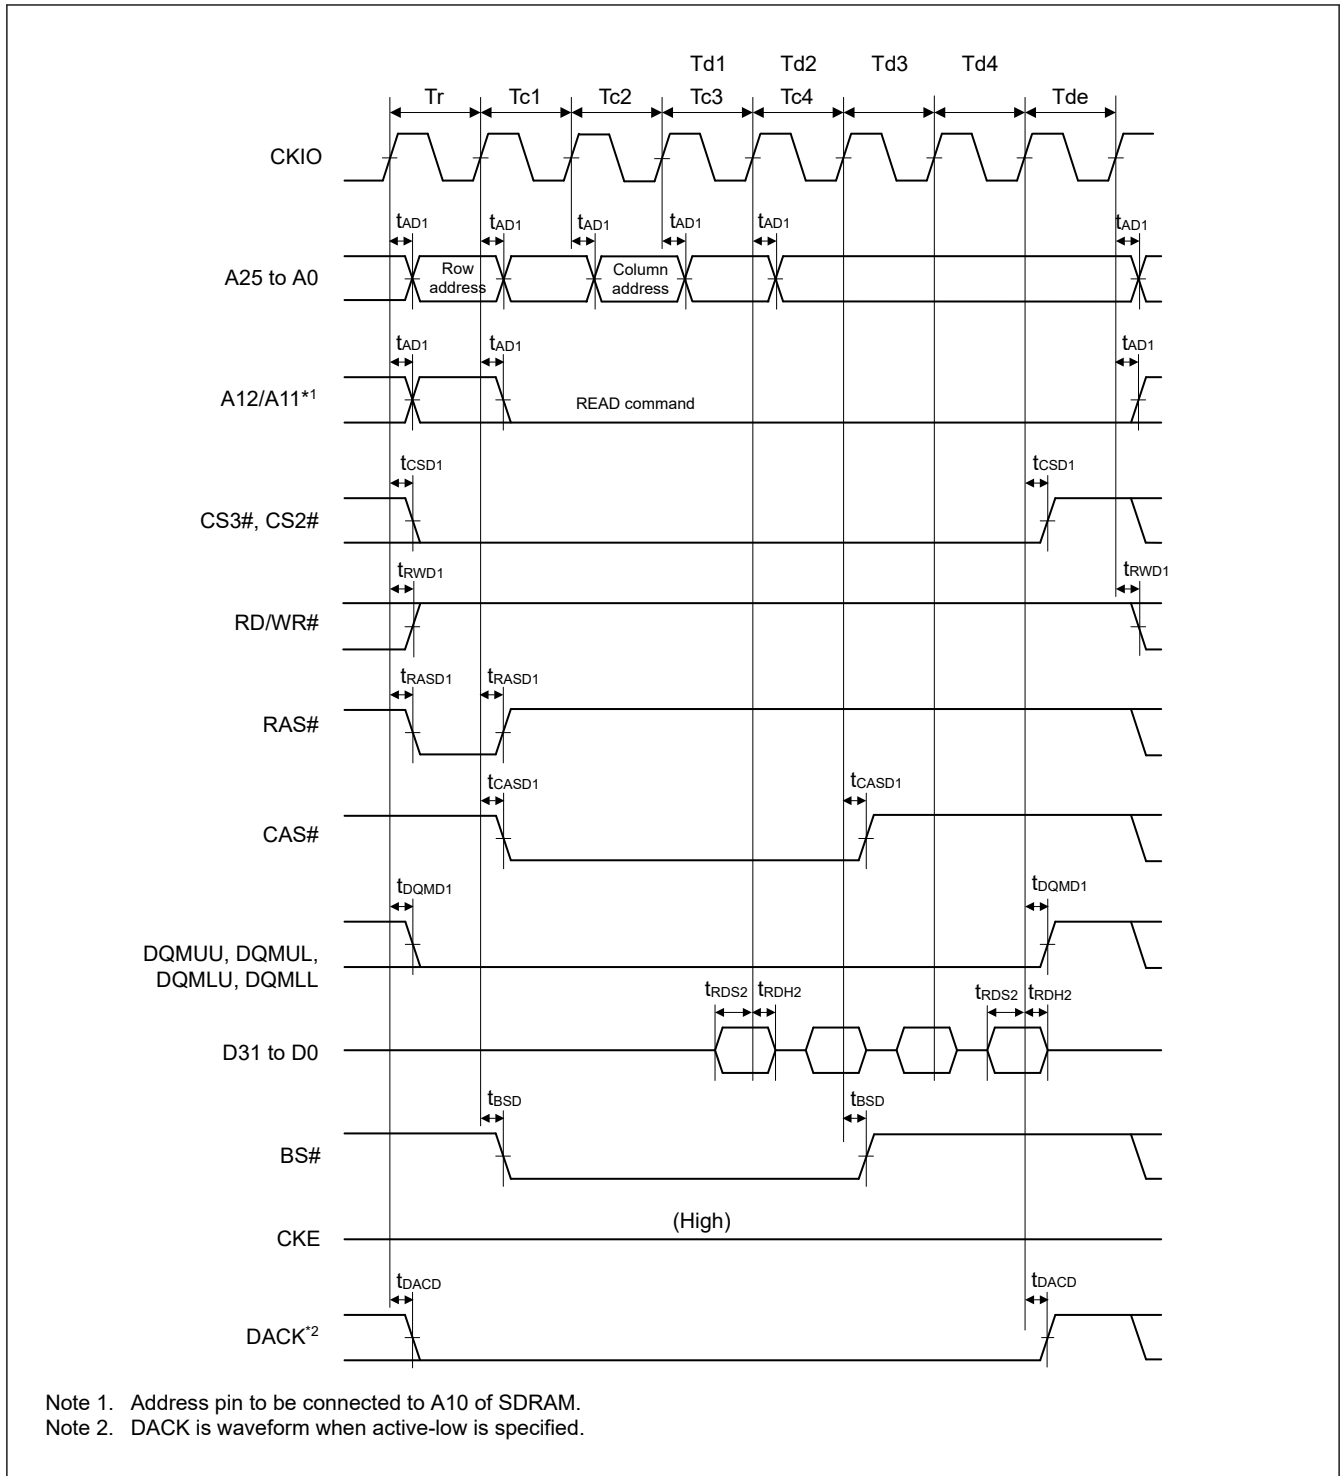 Td1 Td2 Td3 Td4
Tr Tc1 Tc2 Tc3 Tc4 Tde
CKIO
tAD1 tAD1 tAD1 tAD1 tAD1 tAD1
A25 to A0
Row address
Column address
tAD1 tAD1 tAD1
A12/A11*1
READ command
tCSD1 tCSD1
CS3#, CS2#
tRWD1 tRWD1
RD/WR#
tRASD1 tRASD1
RAS#
tCASD1 tCASD1
CAS#
tDQMD1 tDQMD1
DQMUU, DQMUL,
DQMLU, DQMLL
tRDS2 tRDH2 tRDS2 tRDH2
D31 to D0
tBSD tBSD
BS#
(High)
CKE
tDACD tDACD
DACK*2
Note 1. Address pin to be connected to A10 of SDRAM.
Note 2. DACK is waveform when active-low is specified.